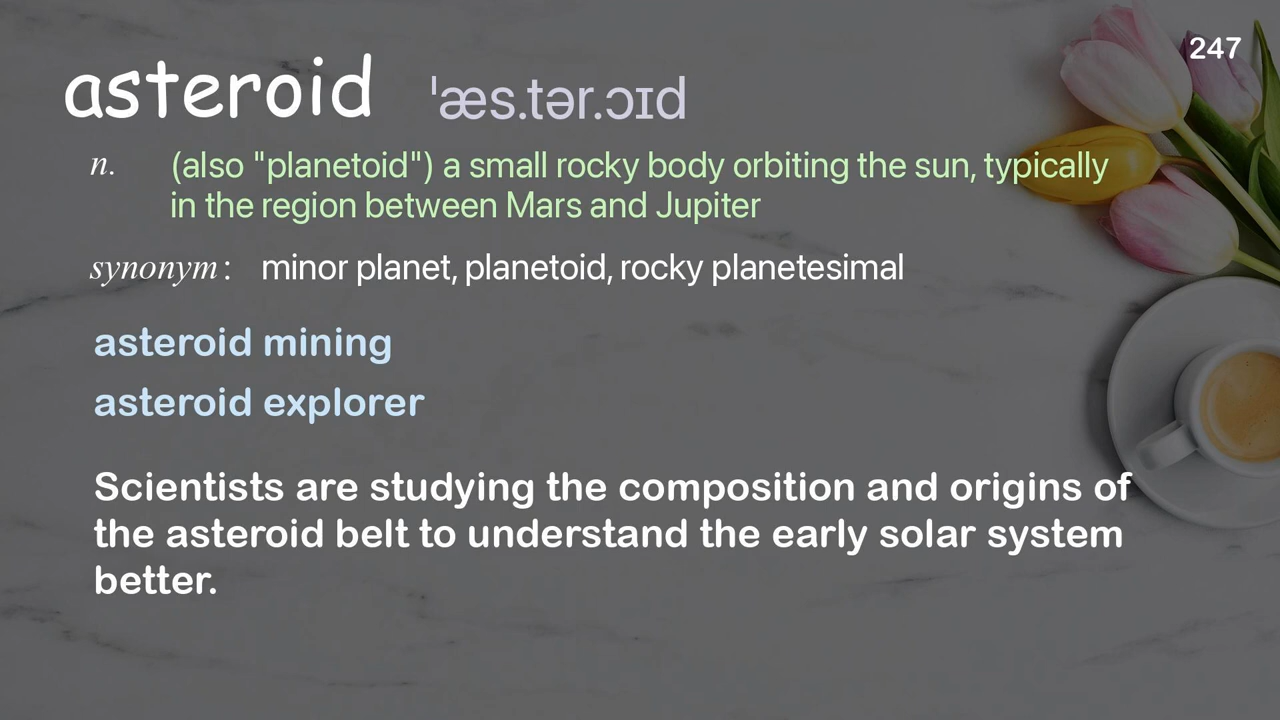 247
asteroid ˈæs.tər.ɔɪd
n. (also "planetoid") a small rocky body orbiting the sun, typically
in the region between Mars and Jupiter
synonym: minor planet, planetoid, rocky planetesimal
asteroid mining
asteroid explorer
Scientists are studying the composition and origins of
the asteroid belt to understand the early solar system
better.